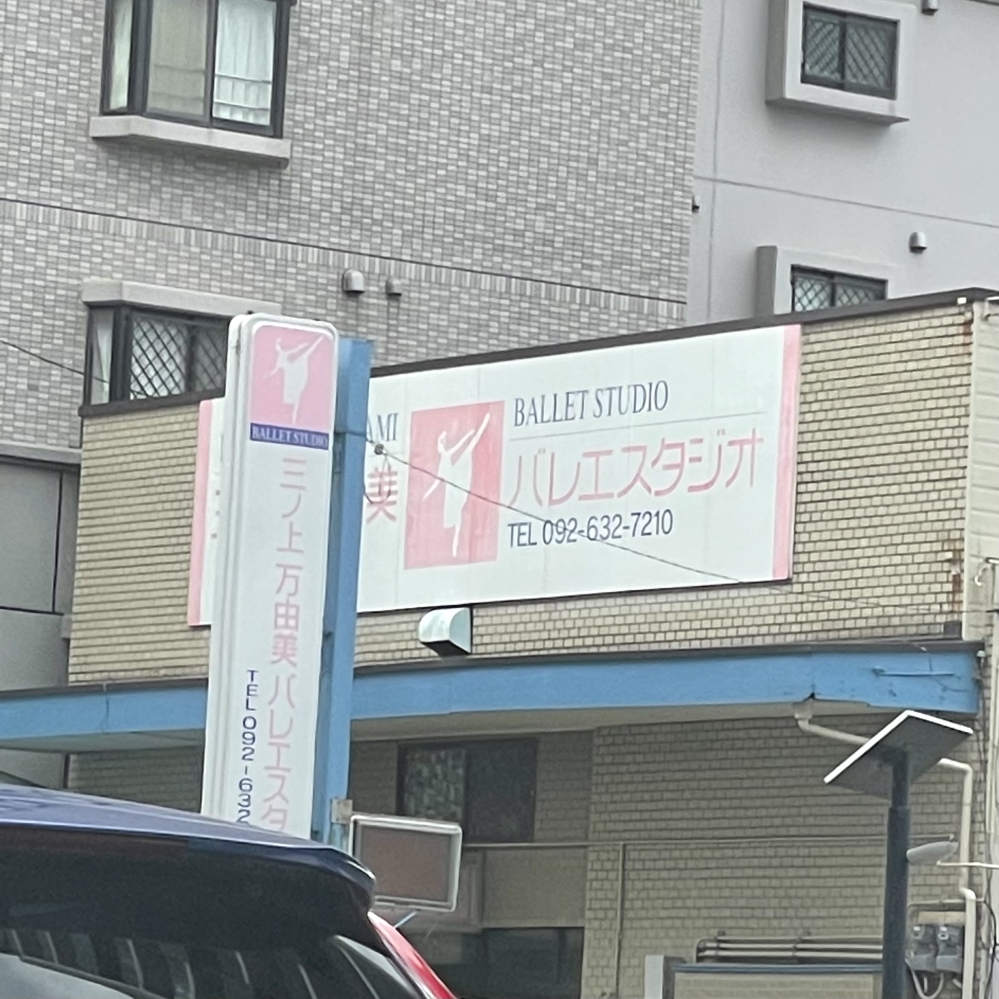 BALLET STUDIO
三ノ上万由美バレエスタ
TEL 092-632
AMI
美
BALLET STUDIO
バレエスタジオ
TEL 092-632-7210